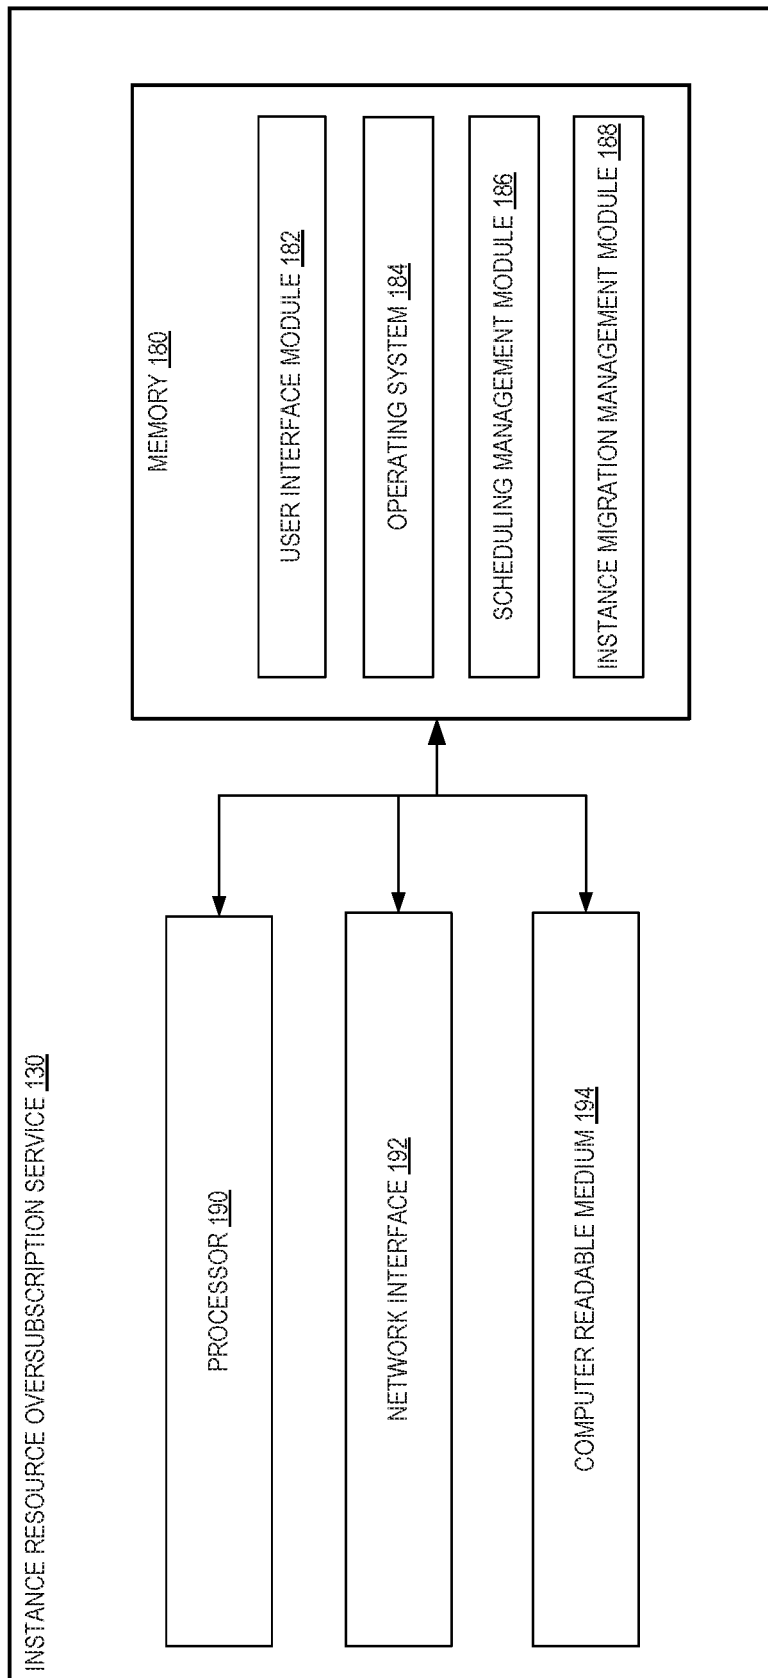 INSTANCE RESOURCE OVERSUBSCRIPTION SERVICE 130
PROCESSOR 190
NETWORK INTERFACE 192
COMPUTER READABLE MEDIUM 194
MEMORY 180
USER INTERFACE MODULE 182
OPERATING SYSTEM 184
SCHEDULING MANAGEMENT MODULE 186
INSTANCE MIGRATION MANAGEMENT MODULE 188